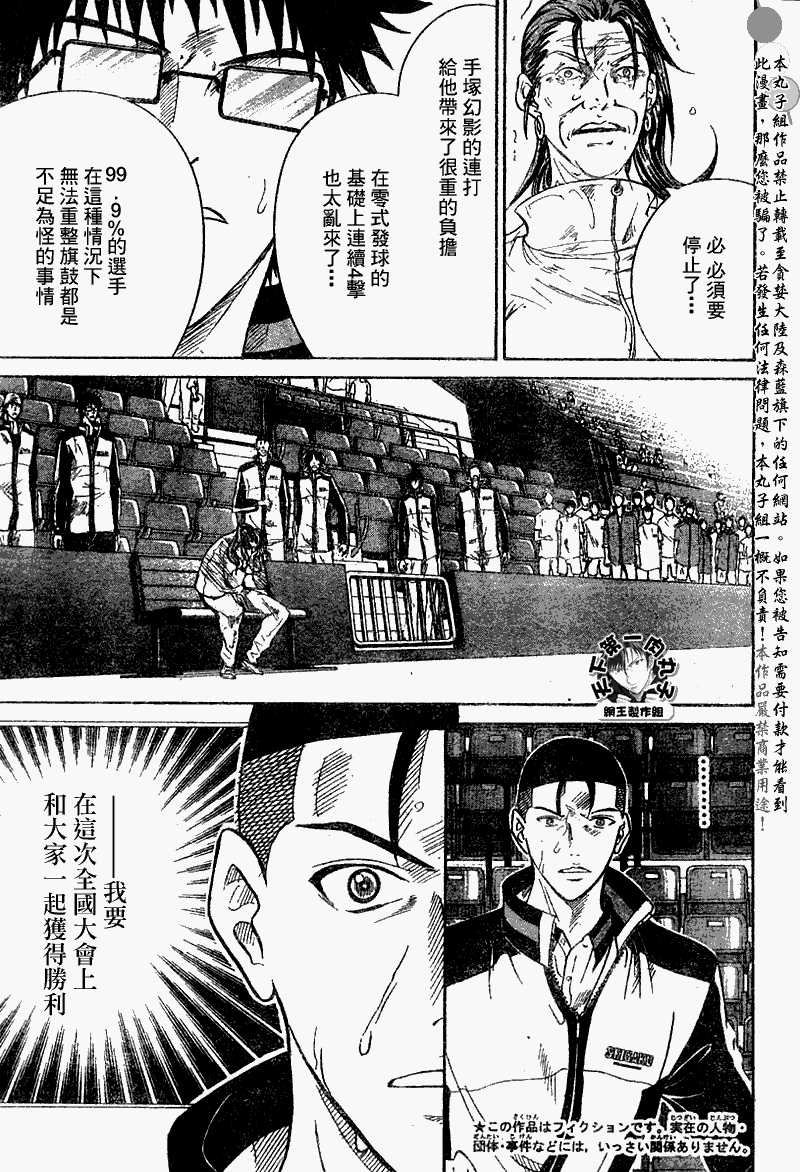 必 必須要
停止了…
手塚幻影的連打
給他帶來了很重的負擔
在零式發球的
基礎上連續4擊
也太亂來了…
99.9%的選手
在這種情況下
無法重整旗鼓都是
不足為怪的事情
天下第一肉丸子
網王製作組
………
SEIGAKU
——我要
在這次全國大會上
和大家一起獲得勝利
★この作品はフィクションです。実在の人物・
団体・事件などには、いっさい関係ありません。
本丸子組作品禁止轉載至貪婪大陸及森藍旗下的任何網站。如果您被告知需要付款才能看到
此漫畫，那麼您被騙了。若發生任何法律問題，本丸子組一概不負責！本作品嚴禁商業用途！